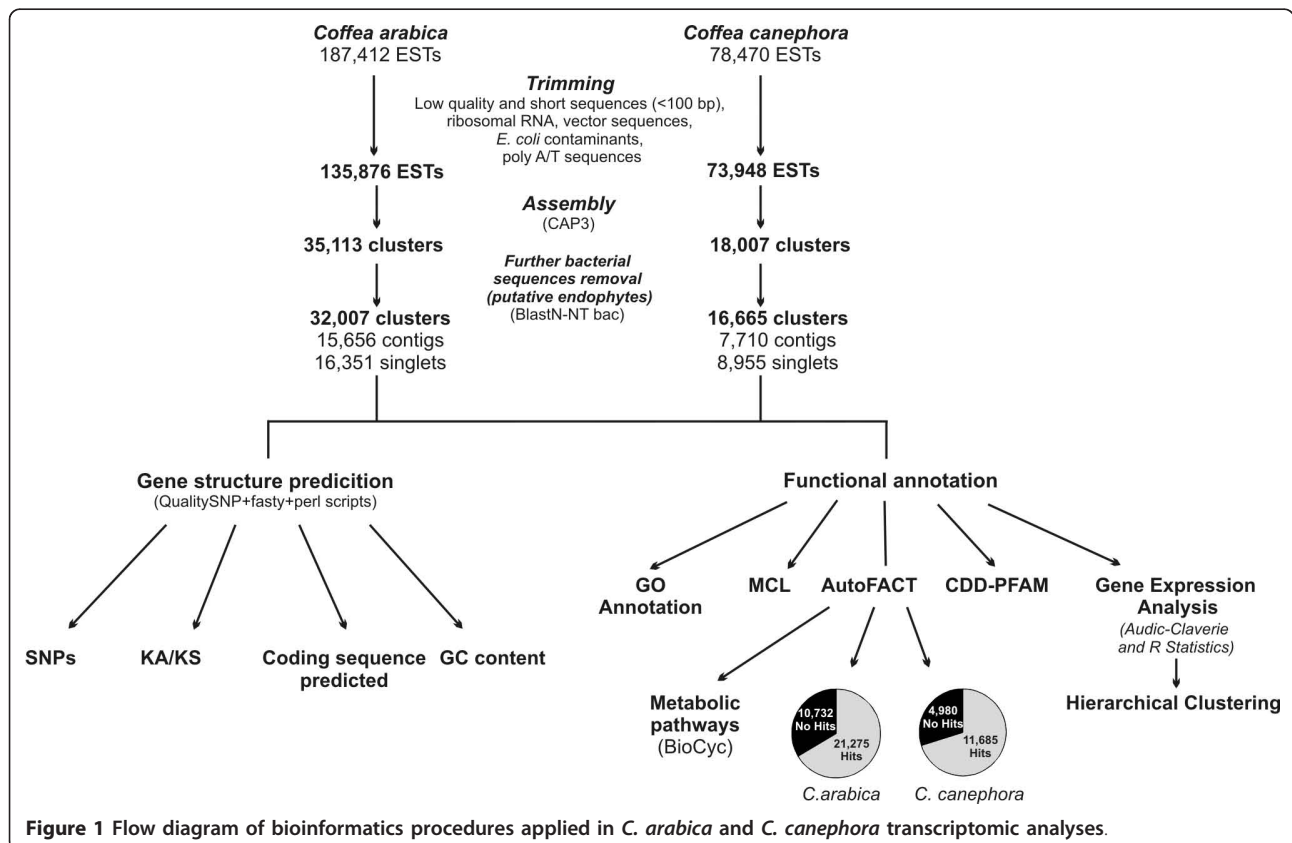 Coffea arabica
187,412 ESTs
Coffea canephora
78,470 ESTs
Trimming
Low quality and short sequences (<100 bp),
ribosomal RNA, vector sequences,
E. coli contaminants,
poly A/T sequences
135,876 ESTs
73,948 ESTs
Assembly
(CAP3)
35,113 clusters
18,007 clusters
Further bacterial
sequences removal
(putative endophytes)
(BlastN-NT bac)
32,007 clusters
15,656 contigs
16,351 singlets
16,665 clusters
7,710 contigs
8,955 singlets
Gene structure predicition
(QualitySNP+fasty+perl scripts)
Functional annotation
SNPs
KA/KS
Coding sequence
predicted
GC content
GO
Annotation
MCL
AutoFACT
CDD-PFAM
Gene Expression
Analysis
(Audic-Claverie
and R Statistics)
Metabolic
pathways
(BioCyc)
10,732
No Hits
21,275
Hits
C.arabica
4,980
No Hits
11,685
Hits
C. canephora
Hierarchical Clustering
Figure 1 Flow diagram of bioinformatics procedures applied in C. arabica and C. canephora transcriptomic analyses.